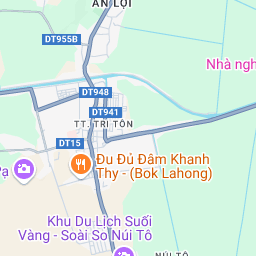 AN LỢI
DT955B
Nhà ngh
DT948
DT941
TT. TRI TÔN
DT15
Đu Đủ Đâm Khanh
Thy - (Bok Lahong)
Khu Du Lịch Suối
Vàng - Soài So Núi Tô
NÚI TÔ